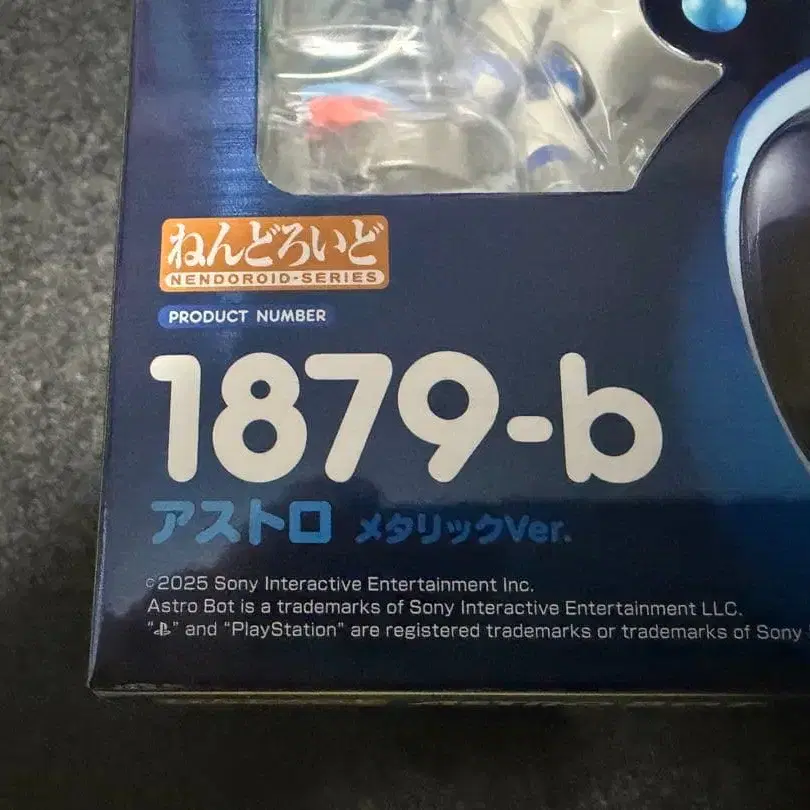 ねんどろいど
NENDOROID-SERIES
PRODUCT NUMBER
1879-b
アストロ メタリックVer.
©2025 Sony Interactive Entertainment Inc.
Astro Bot is a trademarks of Sony Interactive Entertainment LLC.
"PS" and "PlayStation" are registered trademarks or trademarks of Sony